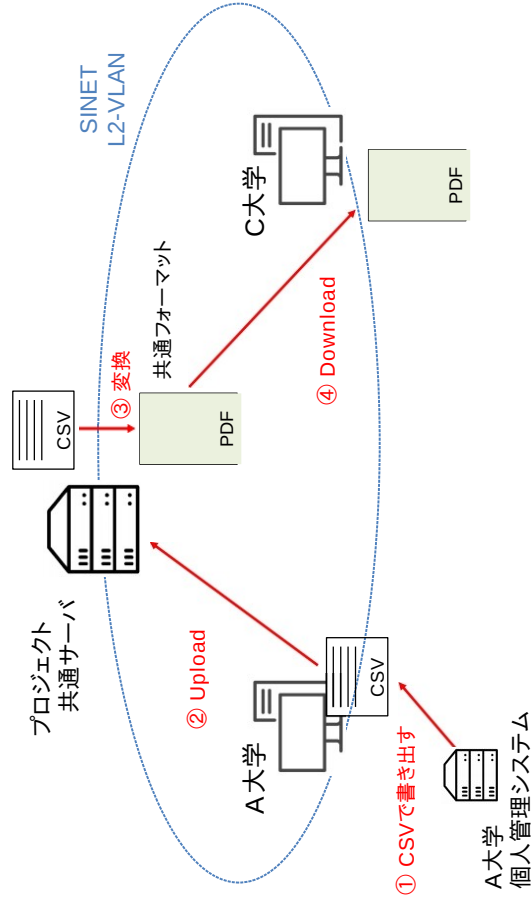 SINET
L2-VLAN
プロジェクト
共通サーバ
CSV
③ 変換
共通フォーマット
PDF
② Upload
④ Download
A大学
C大学
CSV
PDF
① CSVで書き出す
A大学
個人管理システム